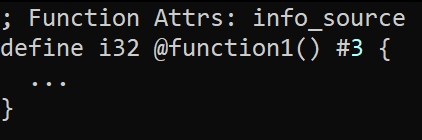 ; Function Attrs: info_source
define i32 @function1() #3 {
  ...
}